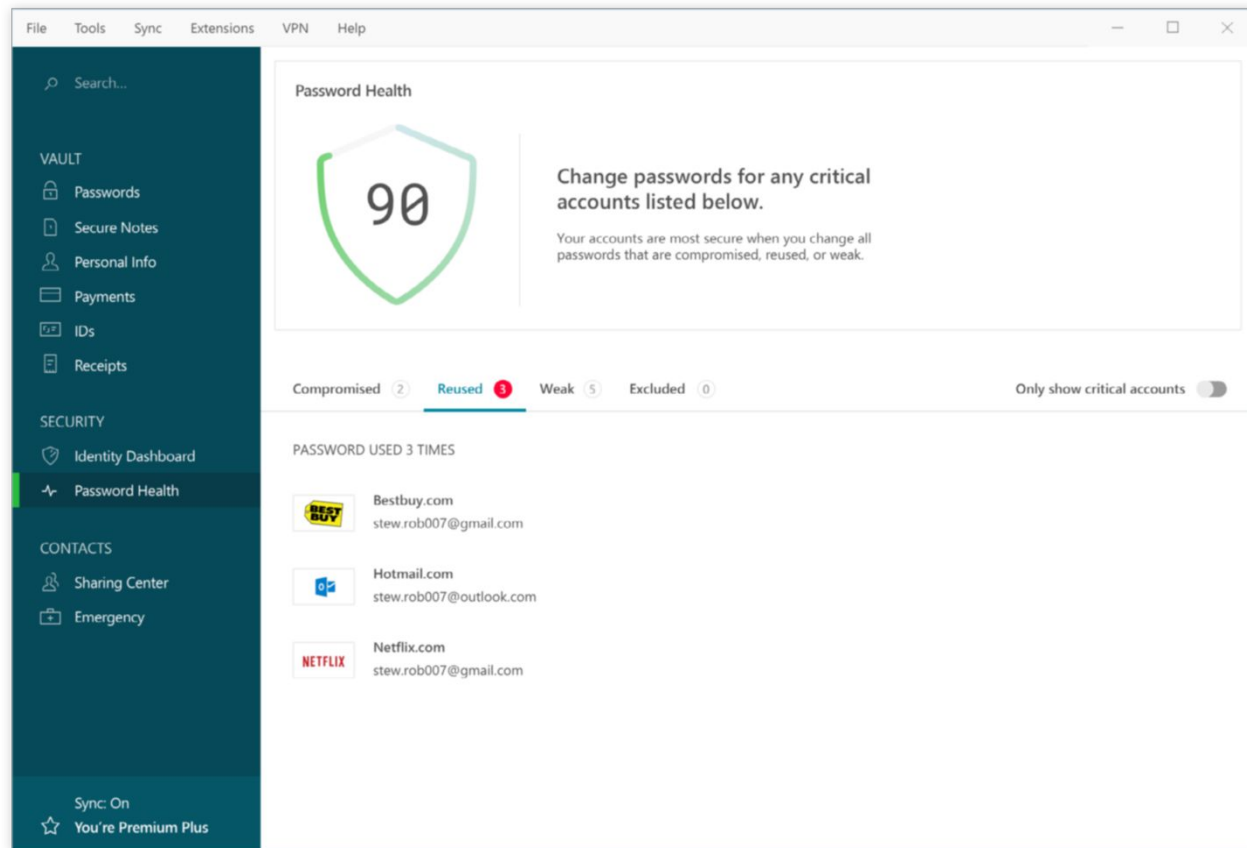 File Tools Sync Extensions VPN Help
Search...
VAULT
Passwords
Secure Notes
Personal Info
Payments
IDs
Receipts
SECURITY
Identity Dashboard
Password Health
CONTACTS
Sharing Center
Emergency
Sync: On
You're Premium Plus
Password Health
90
Change passwords for any critical
accounts listed below.
Your accounts are most secure when you change all
passwords that are compromised, reused, or weak.
Compromised 2 Reused 3 Weak 5 Excluded 0 Only show critical accounts
PASSWORD USED 3 TIMES
BEST
BUY
Bestbuy.com
stew.rob007@gmail.com
Hotmail.com
stew.rob007@outlook.com
NETFLIX
Netflix.com
stew.rob007@gmail.com